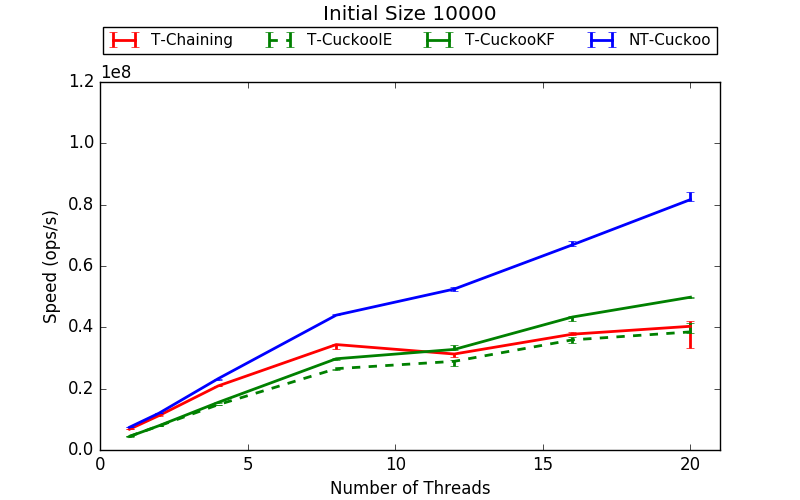 Initial Size 10000
T-Chaining T-CuckooIE T-CuckooKF NT-Cuckoo
1e8
1.2
1.0
0.8
0.6
0.4
0.2
0.0
Speed (ops/s)
0 5 10 15 20
Number of Threads